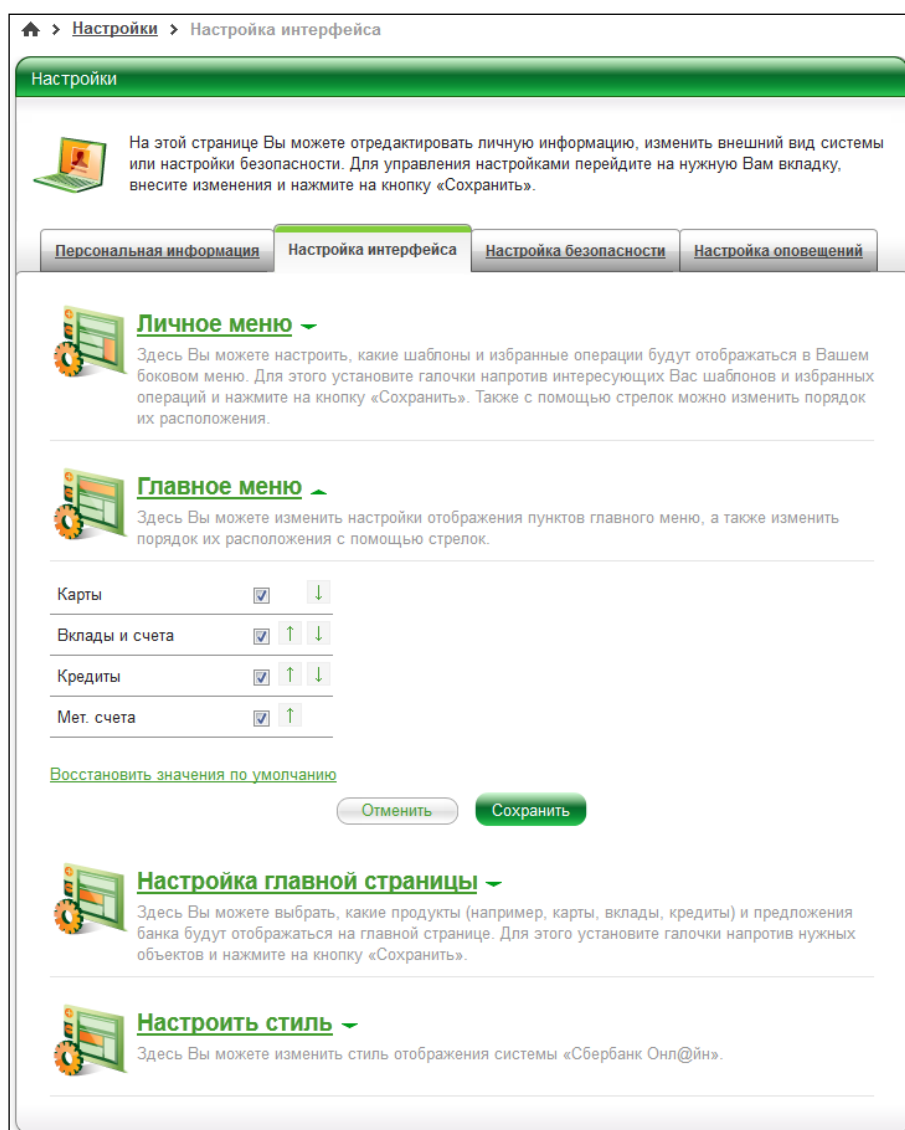 > Настройки > Настройка интерфейса
Настройки
На этой странице Вы можете отредактировать личную информацию, изменить внешний вид системы
или настройки безопасности. Для управления настройками перейдите на нужную Вам вкладку,
внесите изменения и нажмите на кнопку «Сохранить».
Персональная информация Настройка интерфейса Настройка безопасности Настройка оповещений
Личное меню
Здесь Вы можете настроить, какие шаблоны и избранные операции будут отображаться в Вашем
боковом меню. Для этого установите галочки напротив интересующих Вас шаблонов и избранных
операций и нажмите на кнопку «Сохранить». Также с помощью стрелок можно изменить порядок
их расположения.
Главное меню
Здесь Вы можете изменить настройки отображения пунктов главного меню, а также изменить
порядок их расположения с помощью стрелок.
Карты ↓
Вклады и счета ↑ ↓
Кредиты ↑ ↓
Мет. счета ↑
Восстановить значения по умолчанию
Отменить Сохранить
Настройка главной страницы
Здесь Вы можете выбрать, какие продукты (например, карты, вклады, кредиты) и предложения
банка будут отображаться на главной странице. Для этого установите галочки напротив нужных
объектов и нажмите на кнопку «Сохранить».
Настроить стиль
Здесь Вы можете изменить стиль отображения системы «Сбербанк Онл@йн».